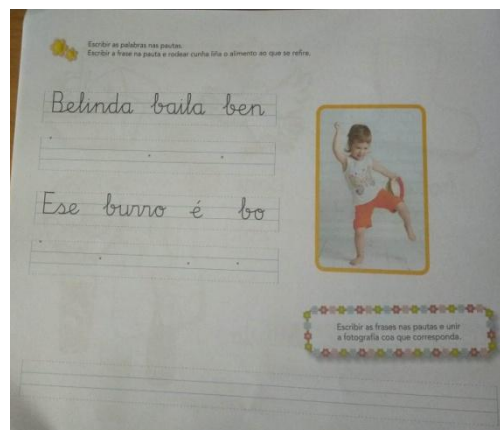 Escribir as palabras nas pautas.
Escribir a frase na pauta e rodear cunha liña o alimento ao que se refire.
Belinda baila ben
Ese burro é bo
Escribir as frases nas pautas e unir
a fotografía coa que corresponda.